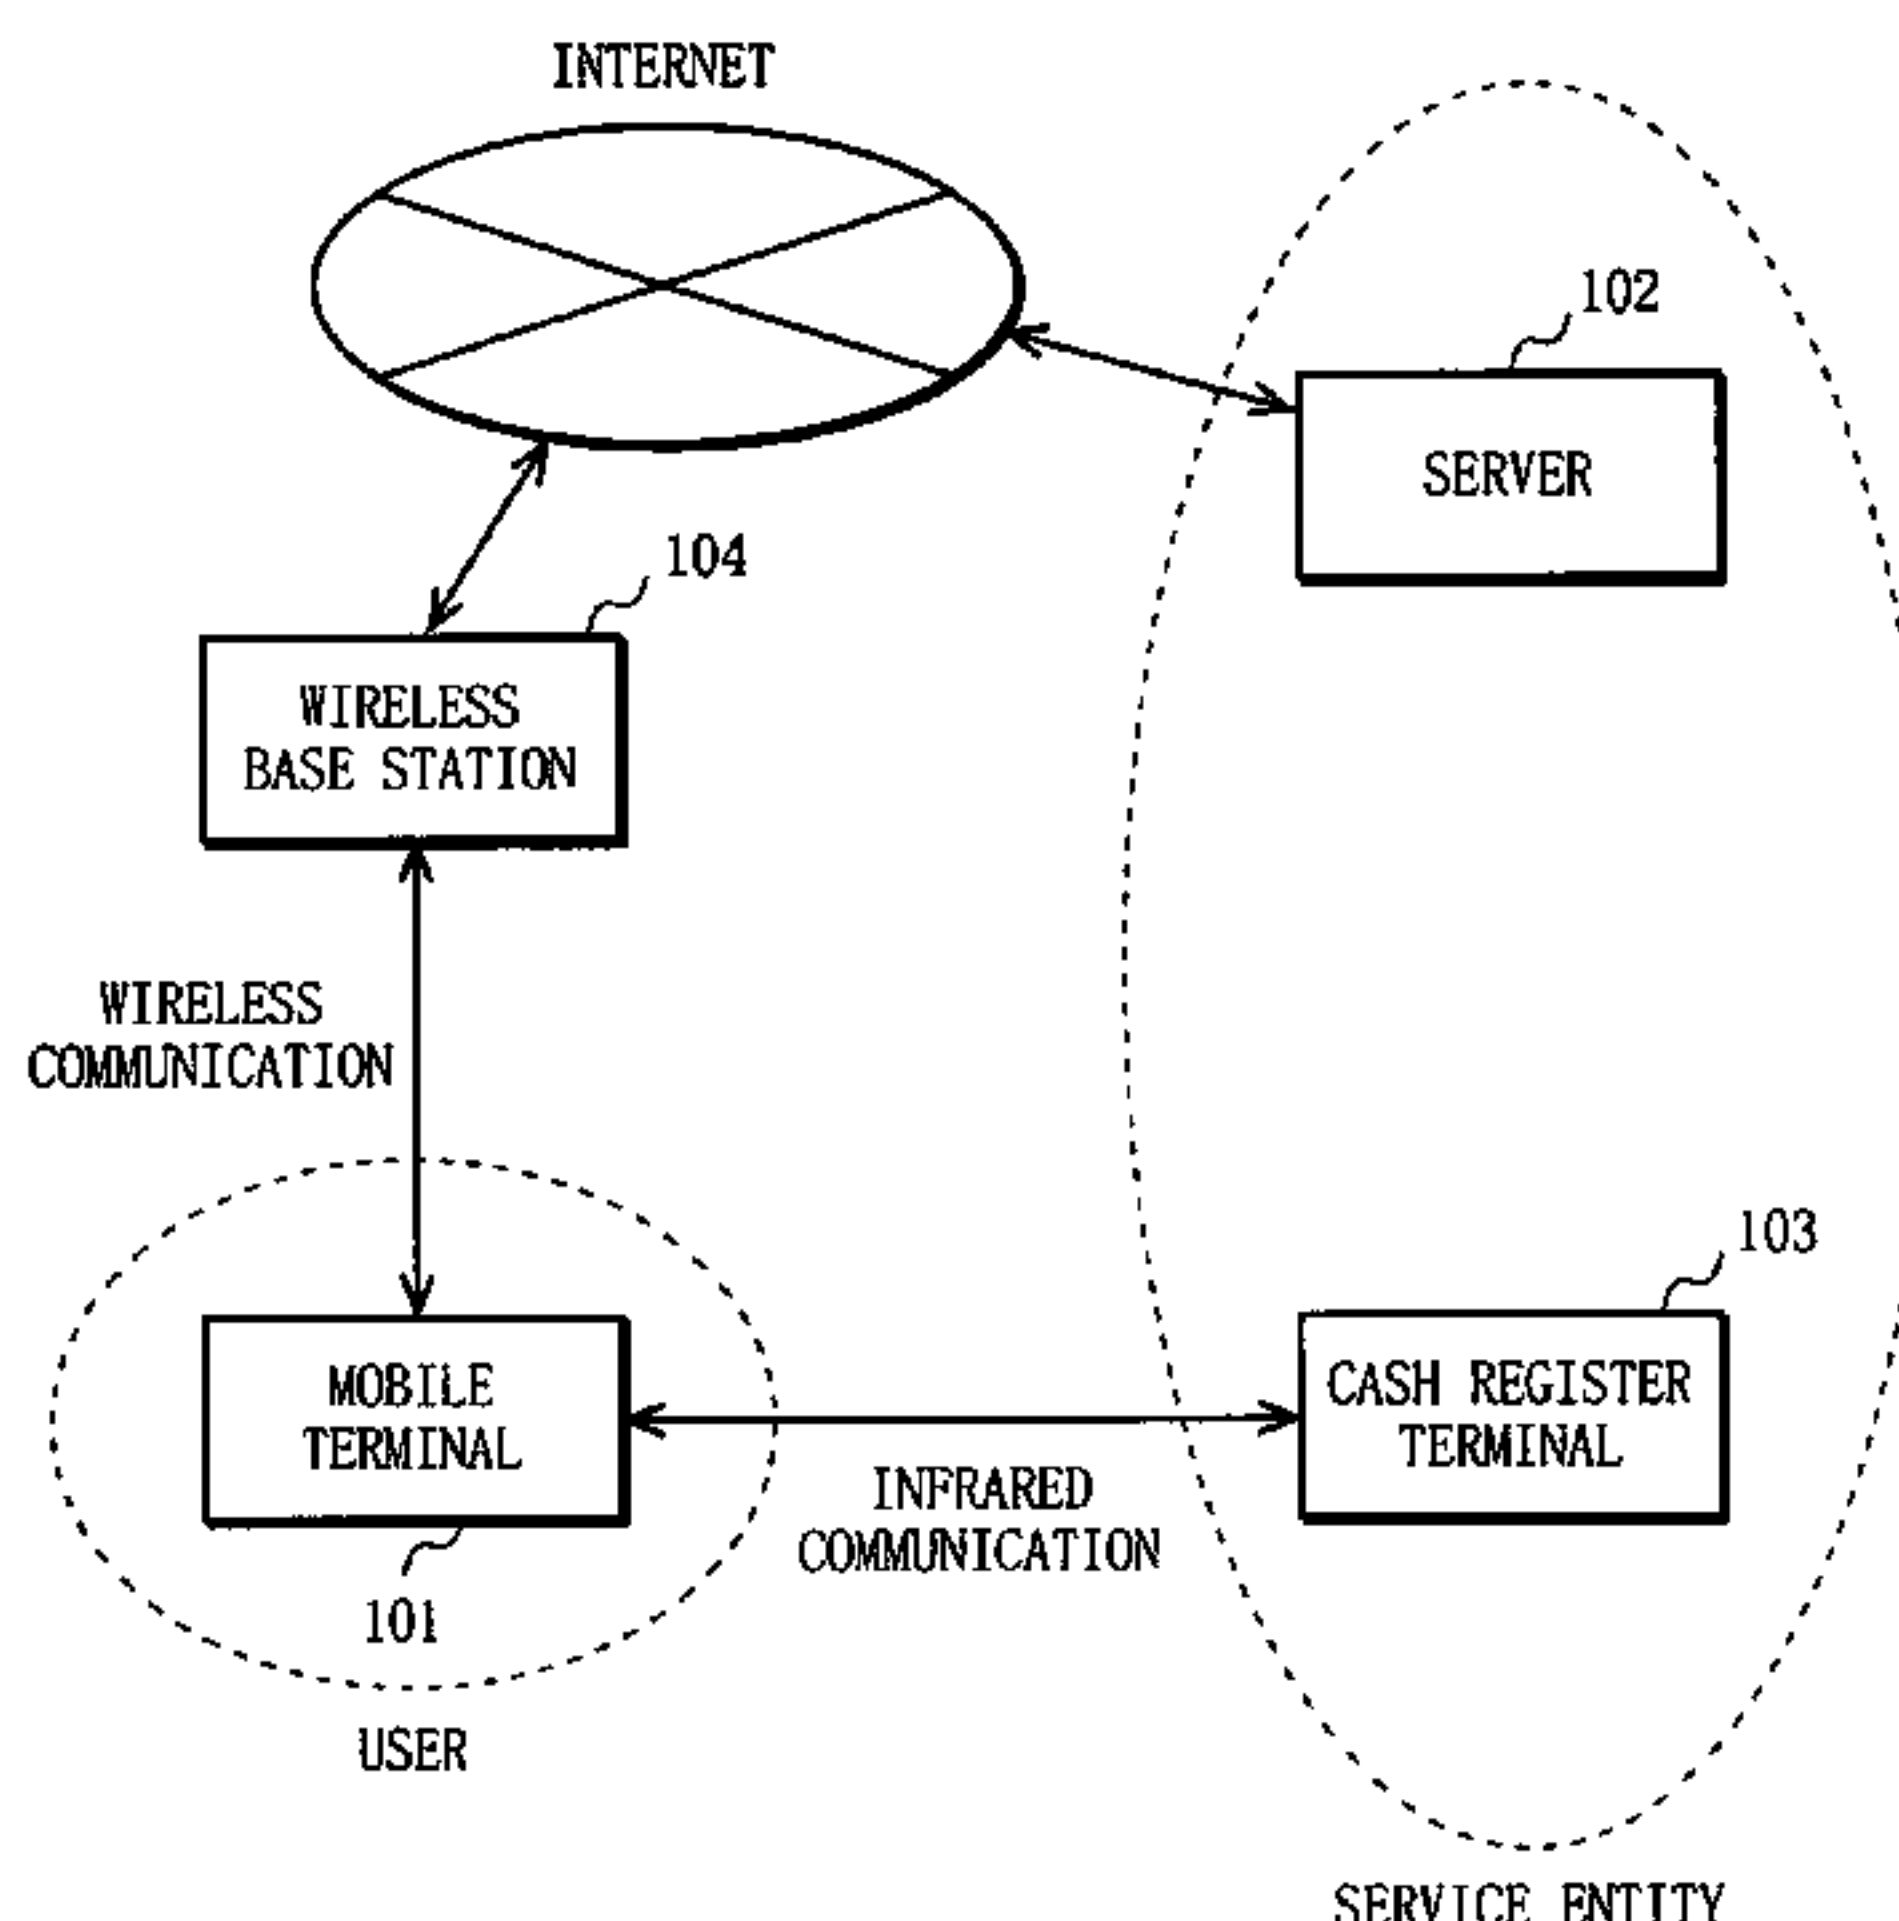 INTERNET
102
SERVER
104
WIRELESS
BASE STATION
WIRELESS
COMMUNICATION
103
MOBILE
TERMINAL
CASH REGISTER
TERMINAL
INFRARED
COMMUNICATION
101
USER
SERVICE ENTITY